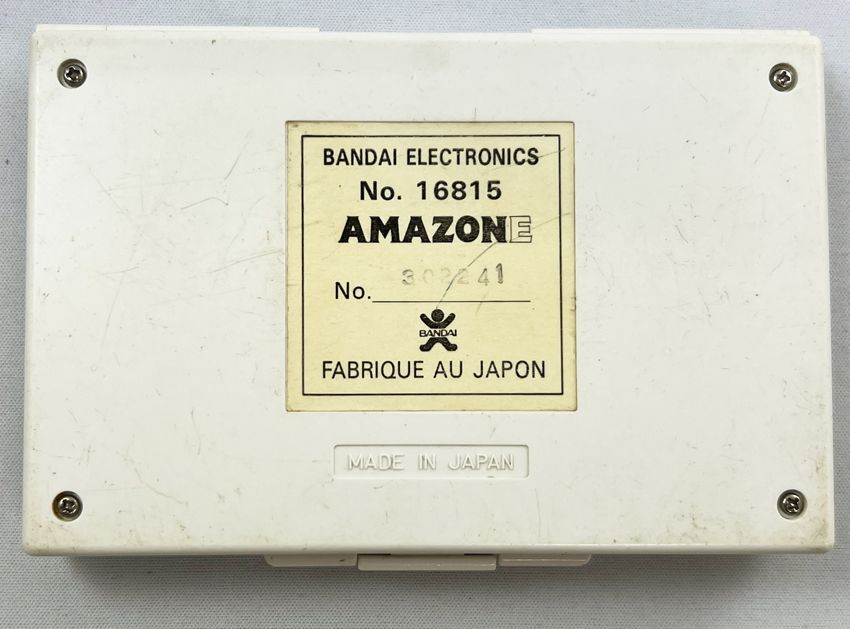 BANDAI ELECTRONICS
No. 16815
AMAZONE
No. 302241
BANDAI
FABRIQUE AU JAPON
MADE IN JAPAN